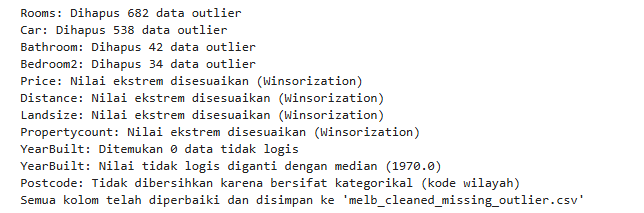 Rooms: Dihapus 682 data outlier
Car: Dihapus 538 data outlier
Bathroom: Dihapus 42 data outlier
Bedroom2: Dihapus 34 data outlier
Price: Nilai ekstrem disesuaikan (Winsorization)
Distance: Nilai ekstrem disesuaikan (Winsorization)
Landsize: Nilai ekstrem disesuaikan (Winsorization)
Propertycount: Nilai ekstrem disesuaikan (Winsorization)
YearBuilt: Ditemukan 0 data tidak logis
YearBuilt: Nilai tidak logis diganti dengan median (1970.0)
Postcode: Tidak dibersihkan karena bersifat kategorikal (kode wilayah)
Semua kolom telah diperbaiki dan disimpan ke 'melb_cleaned_missing_outlier.csv'